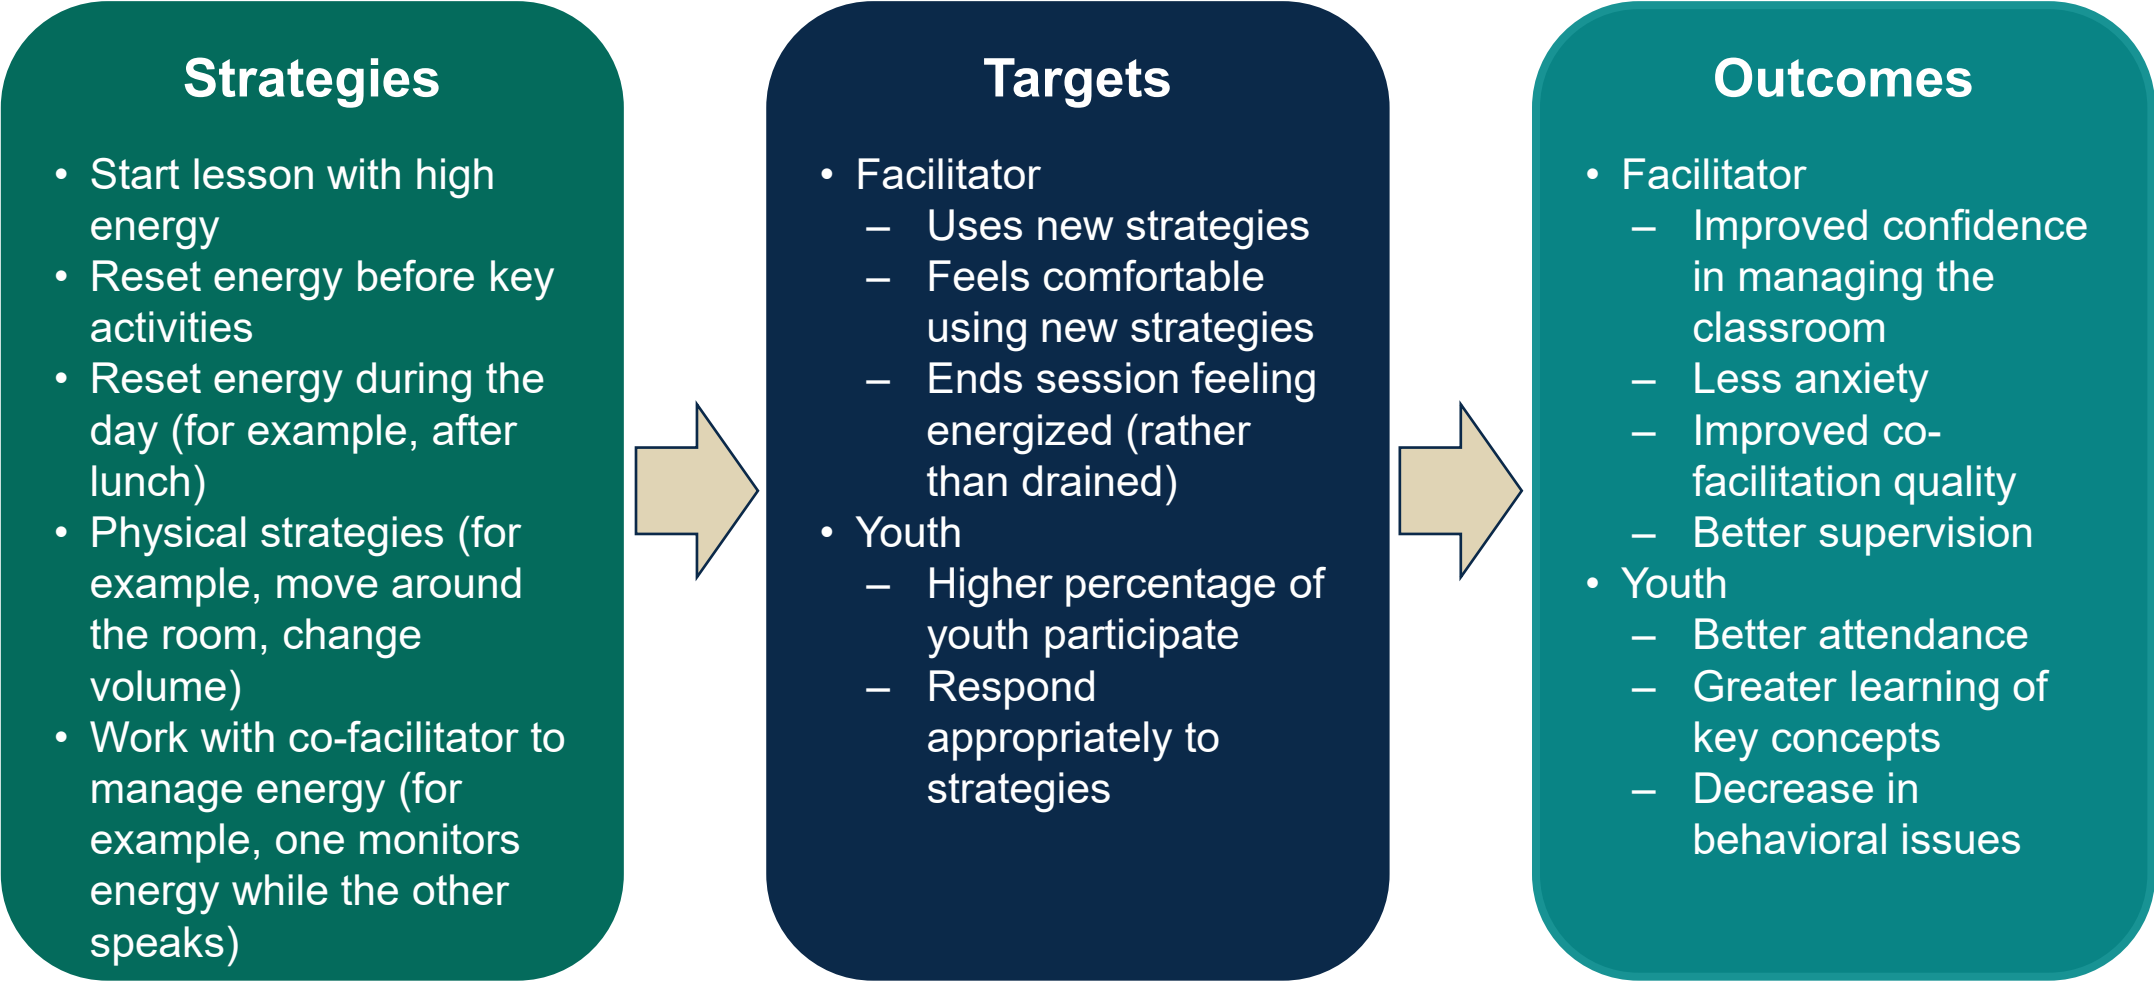 Strategies
• Start lesson with high
energy
• Reset energy before key
activities
• Reset energy during the
day (for example, after
lunch)
• Physical strategies (for
example, move around
the room, change
volume)
• Work with co-facilitator to
manage energy (for
example, one monitors
energy while the other
speaks)
Targets
• Facilitator
– Uses new strategies
– Feels comfortable
using new strategies
– Ends session feeling
energized (rather
than drained)
• Youth
– Higher percentage of
youth participate
– Respond
appropriately to
strategies
Outcomes
• Facilitator
– Improved confidence
in managing the
classroom
– Less anxiety
– Improved co-
facilitation quality
– Better supervision
• Youth
– Better attendance
– Greater learning of
key concepts
– Decrease in
behavioral issues